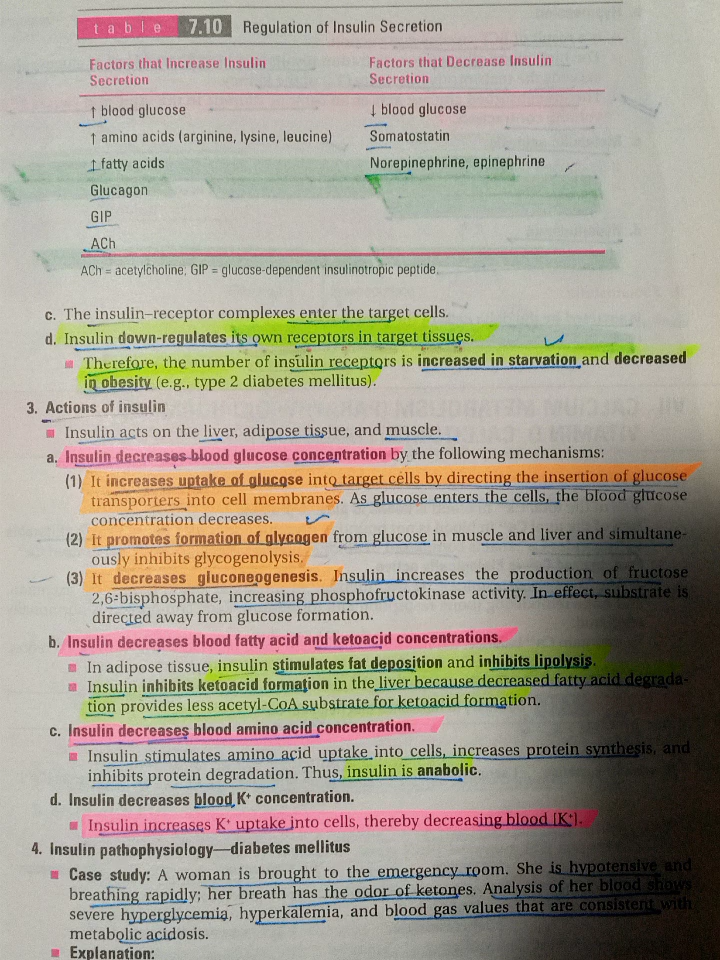 table 7.10 Regulation of Insulin Secretion
Factors that Increase Insulin Secretion Factors that Decrease Insulin Secretion
↑ blood glucose ↓ blood glucose
↑ amino acids (arginine, lysine, leucine) Somatostatin
↑ fatty acids Norepinephrine, epinephrine
Glucagon
GIP
ACh
ACh = acetylcholine, GIP = glucose-dependent insulinotropic peptide.
c. The insulin–receptor complexes enter the target cells.
d. Insulin down-regulates its own receptors in target tissues.
■ Therefore, the number of insulin receptors is increased in starvation and decreased
in obesity (e.g., type 2 diabetes mellitus).
3. Actions of insulin
■ Insulin acts on the liver, adipose tissue, and muscle.
a. Insulin decreases blood glucose concentration by the following mechanisms:
(1) It increases uptake of glucose into target cells by directing the insertion of glucose
transporters into cell membranes. As glucose enters the cells, the blood glucose
concentration decreases.
(2) It promotes formation of glycogen from glucose in muscle and liver and simultane-
ously inhibits glycogenolysis.
(3) It decreases gluconeogenesis. Insulin increases the production of fructose
2,6-bisphosphate, increasing phosphofructokinase activity. In effect, substrate is
directed away from glucose formation.
b. Insulin decreases blood fatty acid and ketoacid concentrations.
■ In adipose tissue, insulin stimulates fat deposition and inhibits lipolysis.
■ Insulin inhibits ketoacid formation in the liver because decreased fatty acid degrada-
tion provides less acetyl-CoA substrate for ketoacid formation.
c. Insulin decreases blood amino acid concentration.
■ Insulin stimulates amino acid uptake into cells, increases protein synthesis, and
inhibits protein degradation. Thus, insulin is anabolic.
d. Insulin decreases blood K⁺ concentration.
■ Insulin increases K⁺ uptake into cells, thereby decreasing blood [K⁺].
4. Insulin pathophysiology—diabetes mellitus
■ Case study: A woman is brought to the emergency room. She is hypotensive and
breathing rapidly; her breath has the odor of ketones. Analysis of her blood shows
severe hyperglycemia, hyperkalemia, and blood gas values that are consistent with
metabolic acidosis.
■ Explanation: